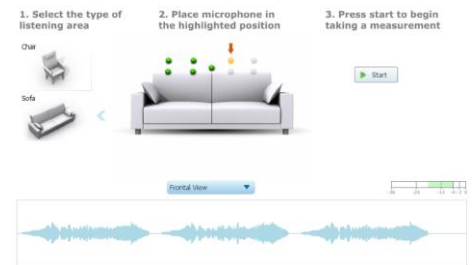 1. Select the type of
listening area
2. Place microphone in
the highlighted position
3. Press start to begin
taking a measurement
Chair
Sofa
Start
Frontal View